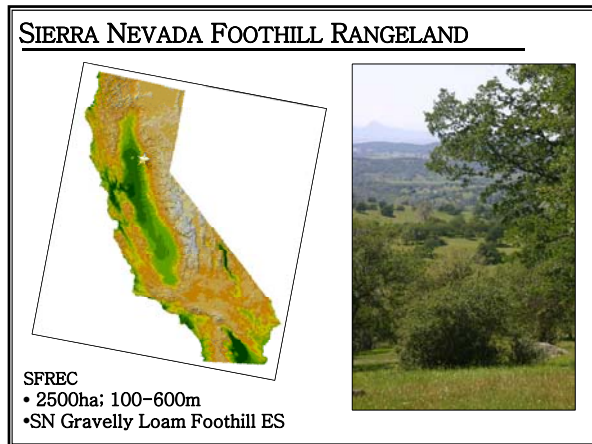 SIERRA NEVADA FOOTHILL RANGELAND
SFREC
• 2500ha; 100-600m
•SN Gravelly Loam Foothill ES